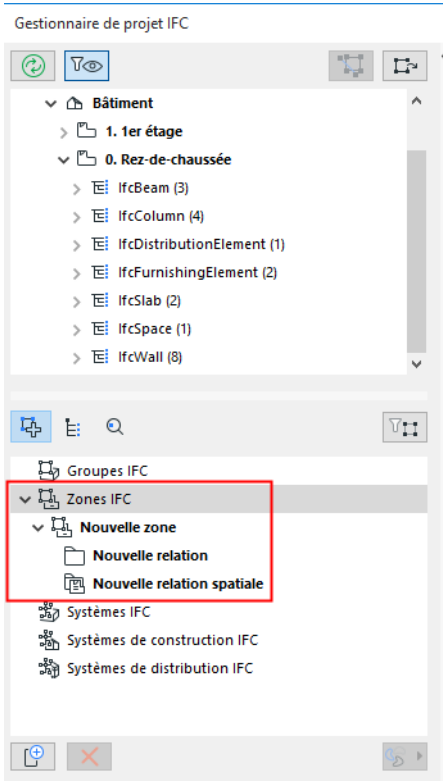 Gestionnaire de projet IFC
Bâtiment
1. 1er étage
0. Rez-de-chaussée
IfcBeam (3)
IfcColumn (4)
IfcDistributionElement (1)
IfcFurnishingElement (2)
IfcSlab (2)
IfcSpace (1)
IfcWall (8)
Groupes IFC
Zones IFC
Nouvelle zone
Nouvelle relation
Nouvelle relation spatiale
Systèmes IFC
Systèmes de construction IFC
Systèmes de distribution IFC